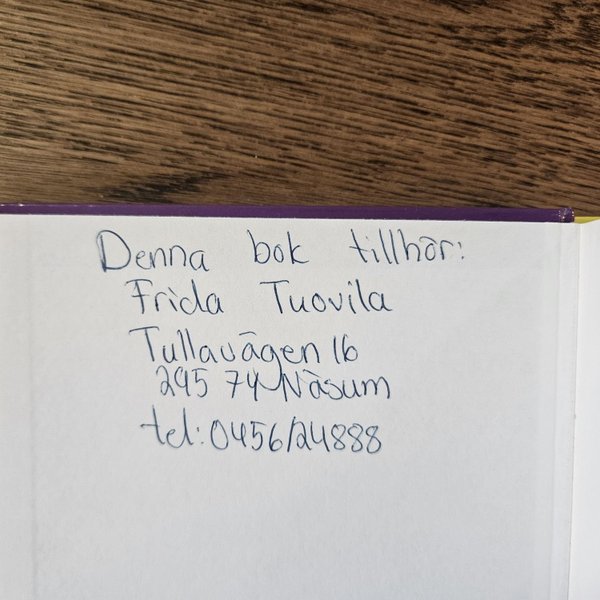 Denna bok tillhör:
Frida Tuovila
Tullavägen 16
295 74 Näsum
tel: 0456/24888